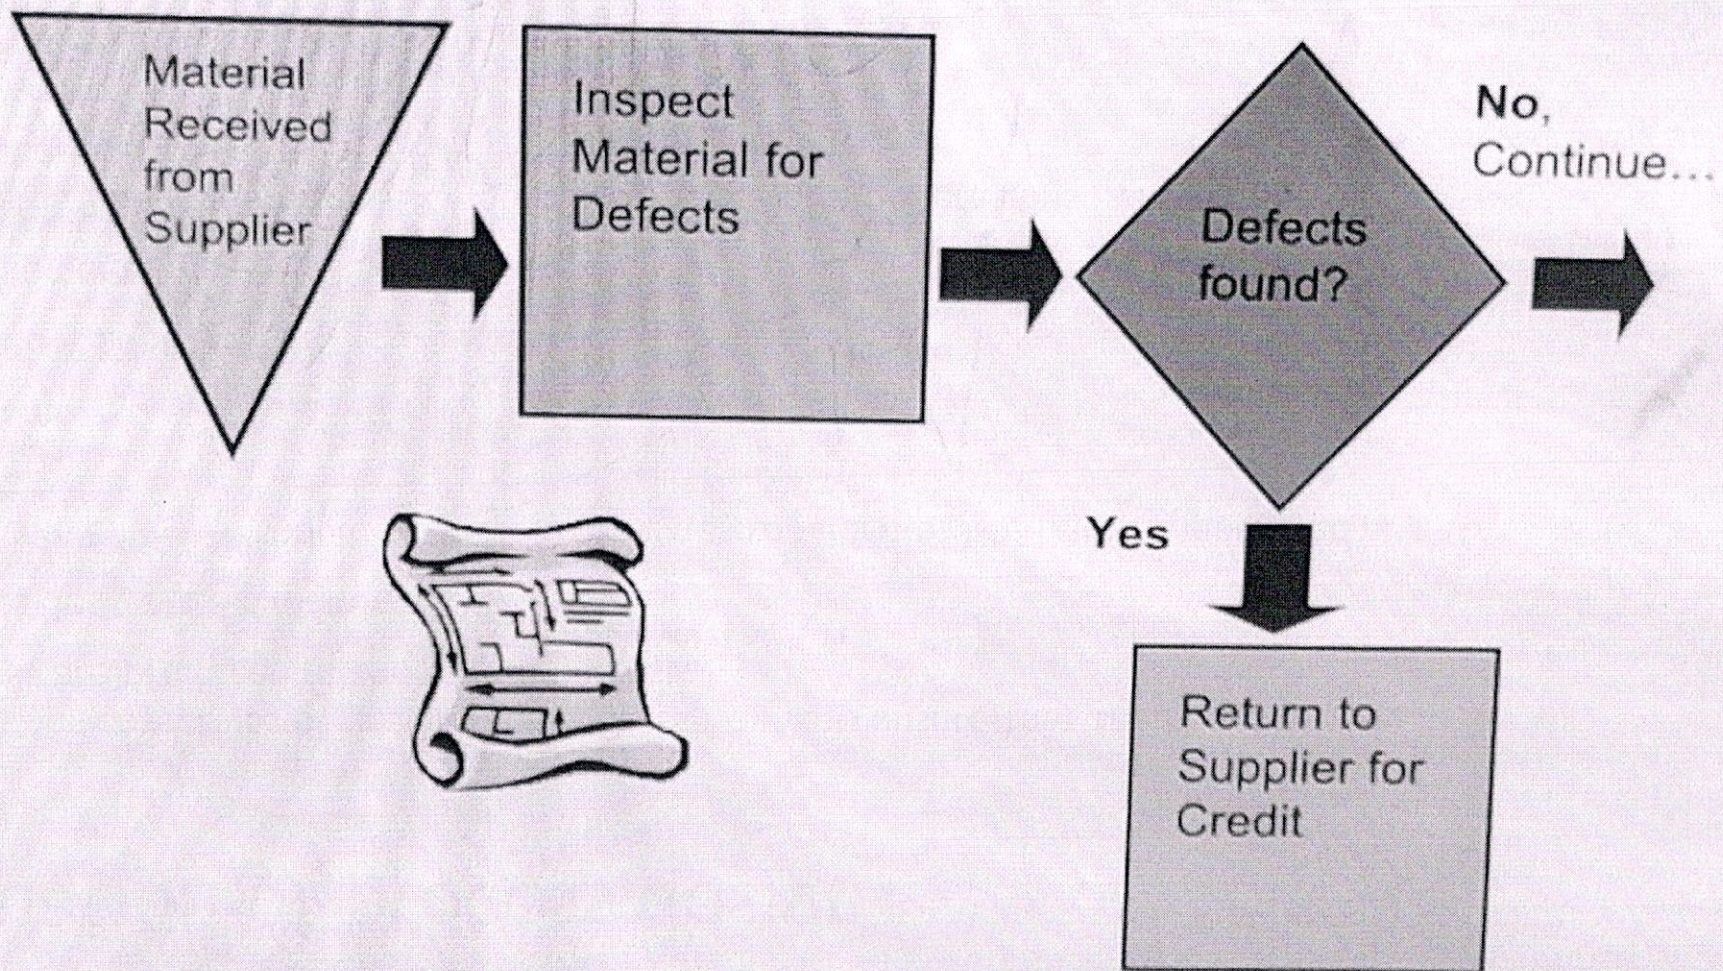 Material
Received
from
Supplier
Inspect
Material for
Defects
Defects
found?
No,
Continue...
Yes
Return to
Supplier for
Credit